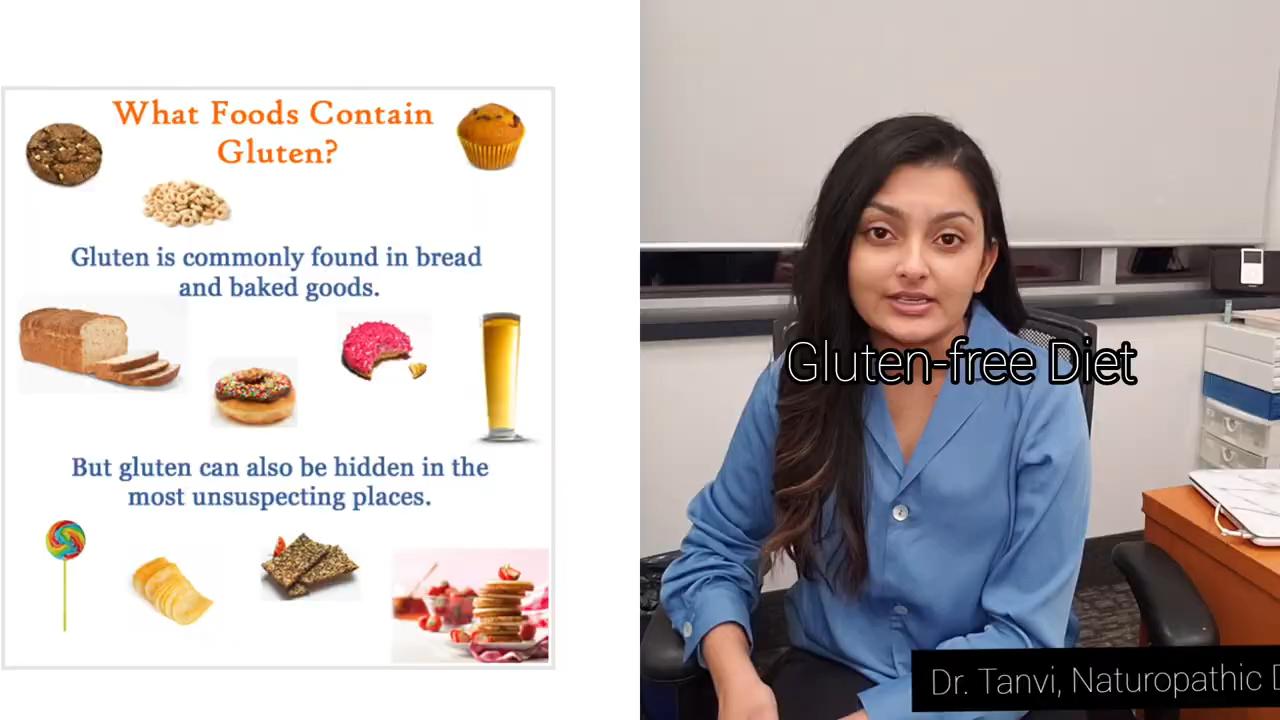 What Foods Contain
Gluten?
Gluten is commonly found in bread
and baked goods.
But gluten can also be hidden in the
most unsuspecting places.
Gluten-free Diet
Dr. Tanvi, Naturopathic D